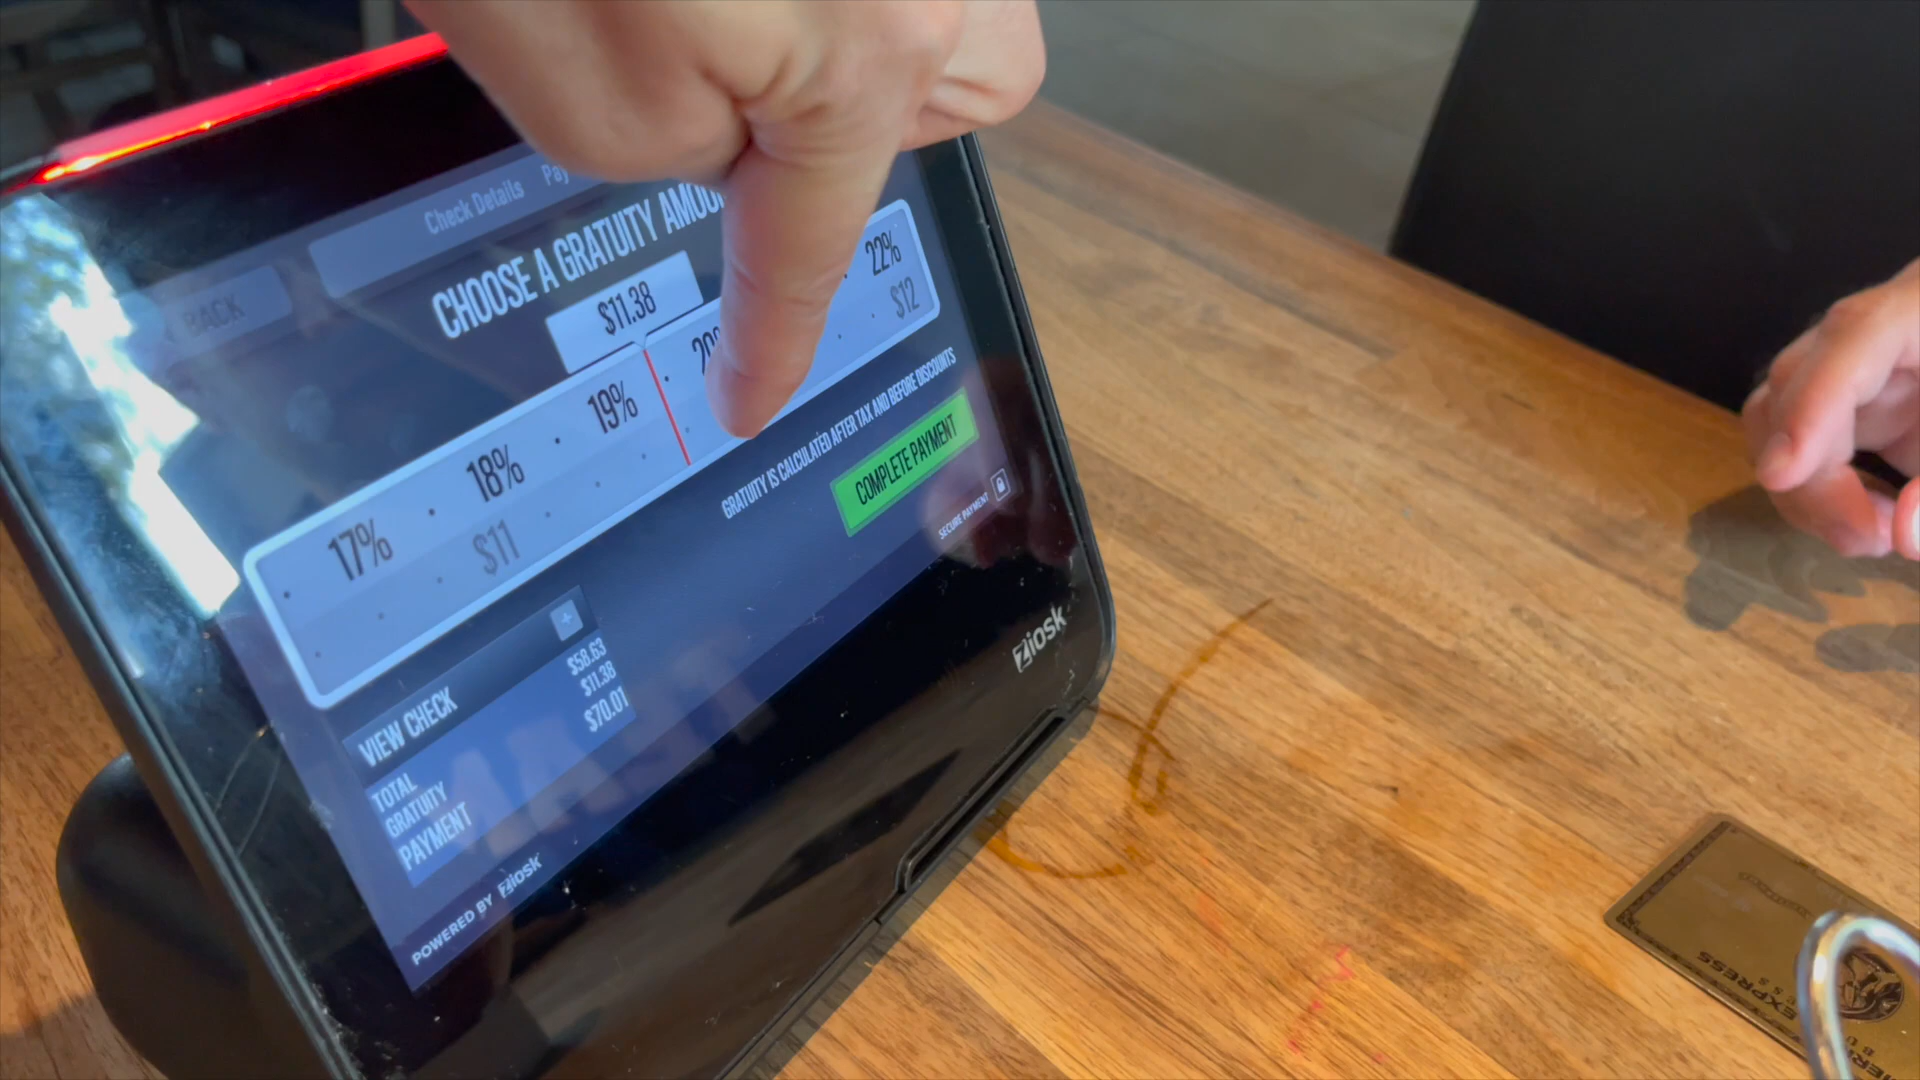 Check Details
BACK
CHOOSE A GRATUITY
$11.38
17% 18% 19% 22%
$11 $12
GRATUITY IS CALCULATED AFTER TAX AND BEFORE DISCOUNTS
COMPLETE PAYMENT
SECURE PAYMENT
VIEW CHECK +
TOTAL $58.63
GRATUITY $11.38
PAYMENT $70.01
POWERED BY ziosk
ziosk
EXPRESS